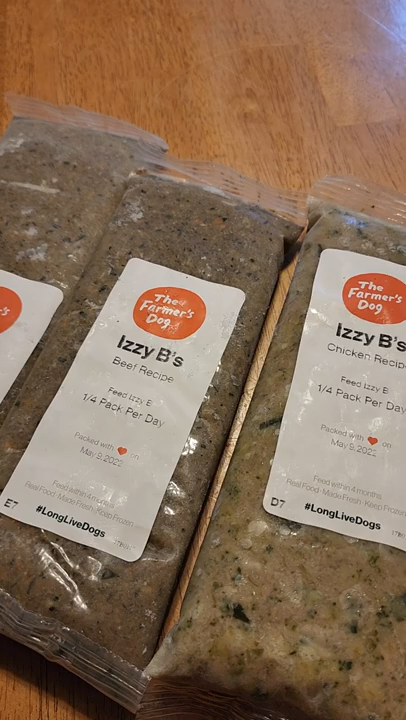 The
Farmer's
Dog
Izzy B's
Beef Recipe
Feed Izzy B
1/4 Pack Per Day
Packed with ❤ on
May 9, 2022
Feed within 4 months
Real Food · Made Fresh · Keep Frozen
E7
#LongLiveDogs
The
Farmer's
Dog
Izzy B's
Chicken Recipe
Feed Izzy B
1/4 Pack Per Day
Packed with ❤ on
May 9, 2022
Feed within 4 months
Real Food · Made Fresh · Keep Frozen
D7
#LongLiveDogs